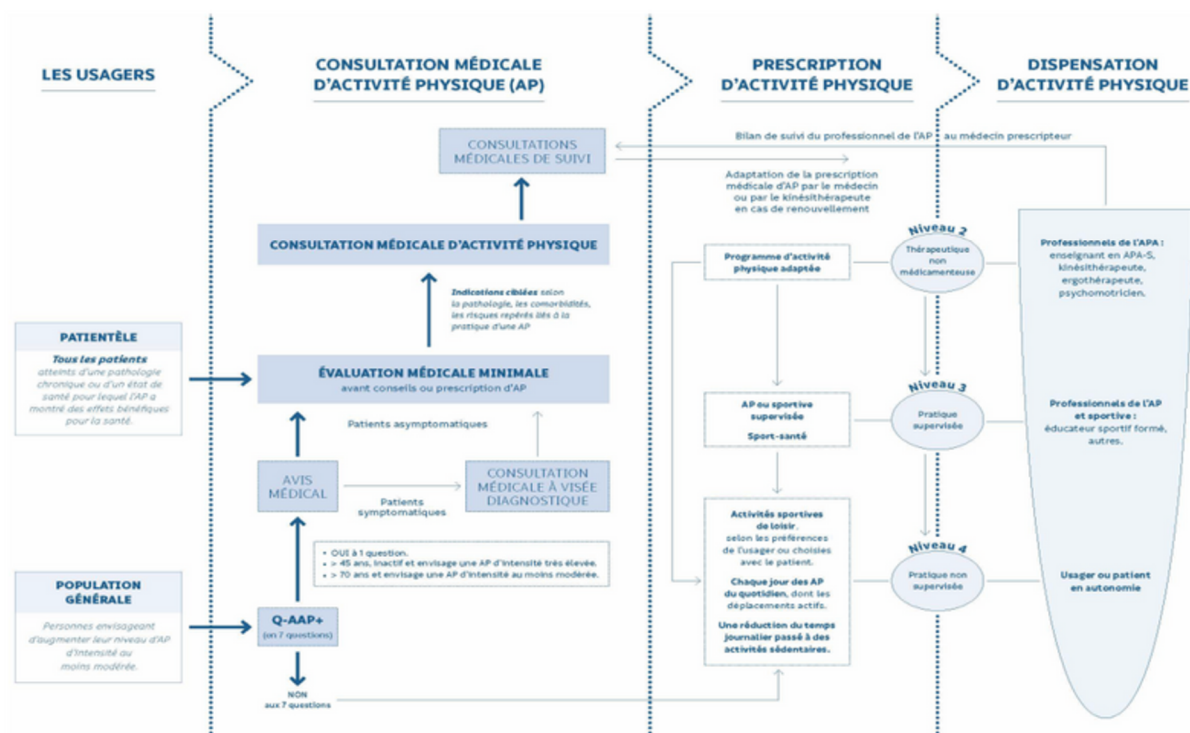 LES USAGERS
CONSULTATION MÉDICALE
D'ACTIVITÉ PHYSIQUE (AP)
PRESCRIPTION
D'ACTIVITÉ PHYSIQUE
DISPENSATION
D'ACTIVITÉ PHYSIQUE
CONSULTATIONS
MÉDICALES DE SUIVI
Bilan de suivi du professionnel de l'AP au médecin prescripteur
Adaptation de la prescription
médicale d'AP par le médecin
ou par le kinésithérapeute
en cas de renouvellement
CONSULTATION MÉDICALE D'ACTIVITÉ PHYSIQUE
Indications ciblées selon
la pathologie, les comorbidités,
les risques repérés liés à la
pratique d'une AP
Programme d'activité
physique adaptée
Niveau 2
Thérapeutique
non
médicamenteuse
Professionnels de l'APA :
enseignant en APA-S,
kinésithérapeute,
ergothérapeute,
psychomotricien.
PATIENTÈLE
Tous les patients
atteints d'une pathologie
chronique ou d'un état de
santé pour lequel l'AP a
montré des effets bénéfiques
pour la santé.
ÉVALUATION MÉDICALE MINIMALE
avant conseils ou prescription d'AP
Patients asymptomatiques
AP ou sportive
supervisée
Sport-santé
Niveau 3
Pratique
supervisée
Professionnels de l'AP
et sportive :
éducateur sportif formé,
autres.
AVIS
MÉDICAL
Patients
symptomatiques
CONSULTATION
MÉDICALE À VISÉE
DIAGNOSTIQUE
• OUI à 1 question.
• > 45 ans, inactif et envisage une AP d'intensité très élevée.
• > 70 ans et envisage une AP d'intensité au moins modérée.
Activités sportives
de loisir,
selon les préférences
de l'usager ou choisies
avec le patient.
Chaque jour des AP
du quotidien, dont les
déplacements actifs.
Une réduction du temps
journalier passé à des
activités sédentaires.
Niveau 4
Pratique non
supervisée
Usager ou patient
en autonomie
POPULATION
GÉNÉRALE
Personnes envisageant
d'augmenter leur niveau d'AP
d'intensité au
moins modérée.
Q-AAP+
(en 7 questions)
NON
aux 7 questions